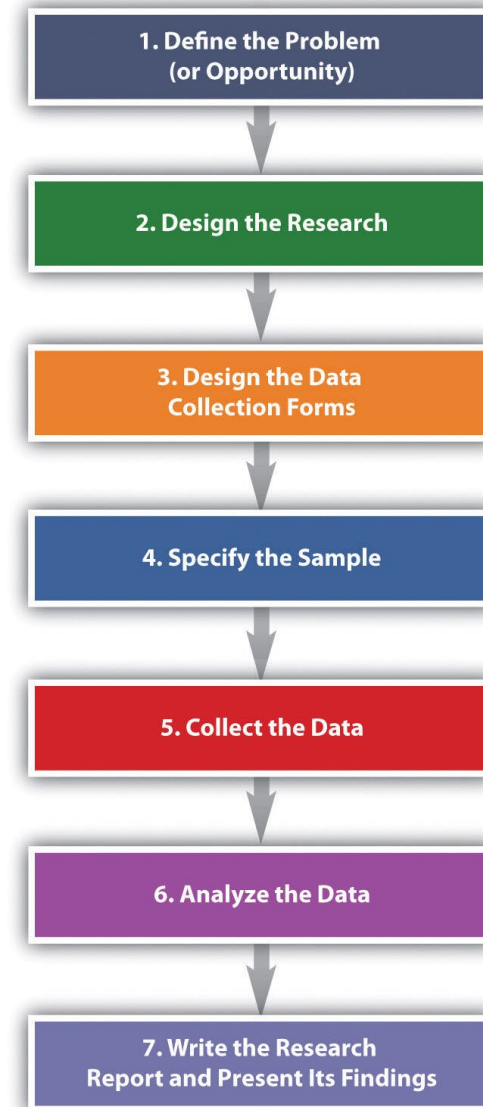 1. Define the Problem
(or Opportunity)
2. Design the Research
3. Design the Data
Collection Forms
4. Specify the Sample
5. Collect the Data
6. Analyze the Data
7. Write the Research
Report and Present Its Findings